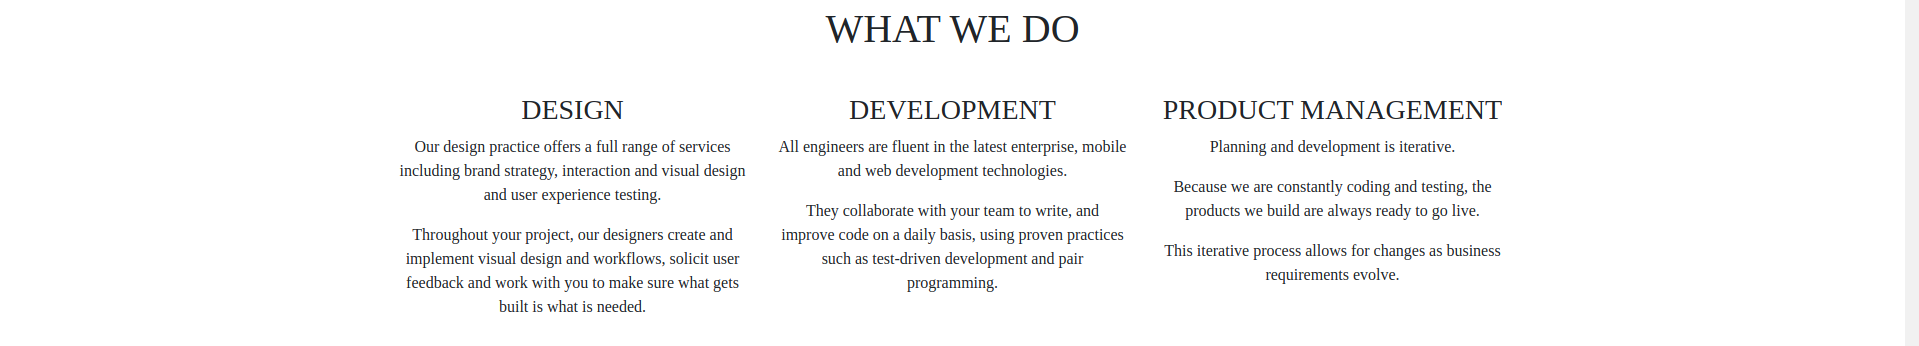 WHAT WE DO
DESIGN
Our design practice offers a full range of services
including brand strategy, interaction and visual design
and user experience testing.
Throughout your project, our designers create and
implement visual design and workflows, solicit user
feedback and work with you to make sure what gets
built is what is needed.
DEVELOPMENT
All engineers are fluent in the latest enterprise, mobile
and web development technologies.
They collaborate with your team to write, and
improve code on a daily basis, using proven practices
such as test-driven development and pair
programming.
PRODUCT MANAGEMENT
Planning and development is iterative.
Because we are constantly coding and testing, the
products we build are always ready to go live.
This iterative process allows for changes as business
requirements evolve.